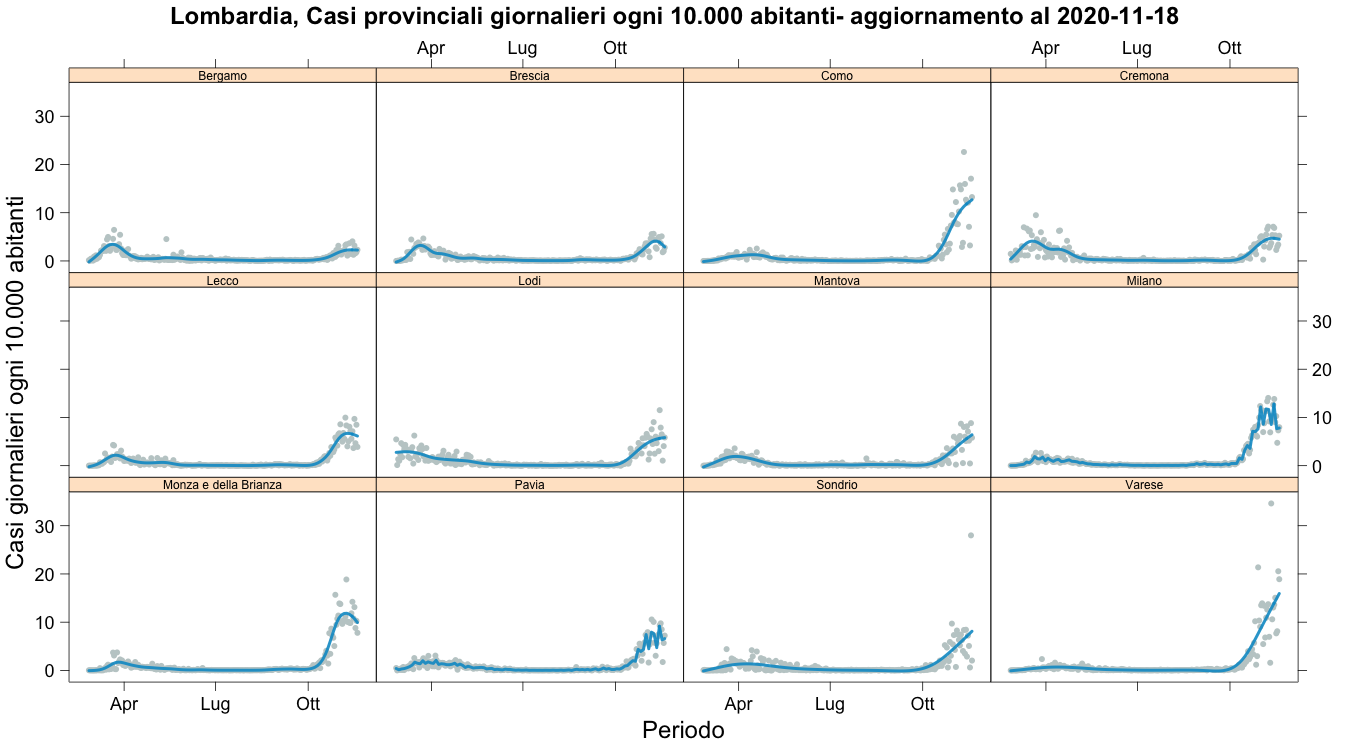 Lombardia, Casi provinciali giornalieri ogni 10.000 abitanti- aggiornamento al 2020-11-18
Apr Lug Ott Apr Lug Ott
Bergamo Brescia Como Cremona
30
20
10
0
Lecco Lodi Mantova Milano
30
20
10
0
Monza e della Brianza Pavia Sondrio Varese
30
20
10
0
Apr Lug Ott Apr Lug Ott
Periodo
Casi giornalieri ogni 10.000 abitanti